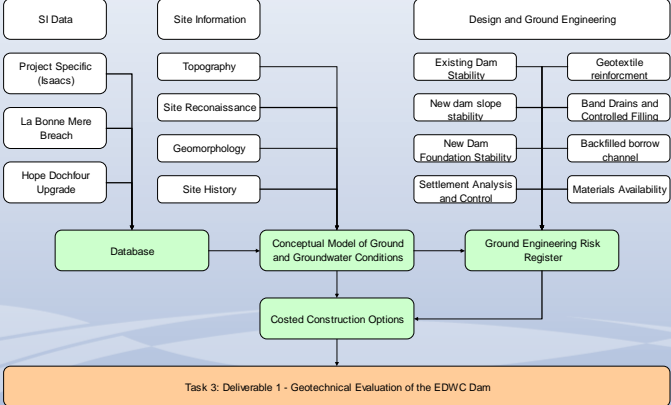 SI Data
Site Information
Design and Ground Engineering
Project Specific
(Isaacs)
La Bonne Mere
Breach
Hope Dochfour
Upgrade
Topography
Site Reconaissance
Geomorphology
Site History
Existing Dam
Stability
New dam slope
stability
New Dam
Foundation Stability
Settlement Analysis
and Control
Geotextile
reinforcment
Band Drains and
Controlled Filling
Backfilled borrow
channel
Materials Availability
Database
Conceptual Model of Ground
and Groundwater Conditions
Ground Engineering Risk
Register
Costed Construction Options
Task 3: Deliverable 1 - Geotechnical Evaluation of the EDWC Dam